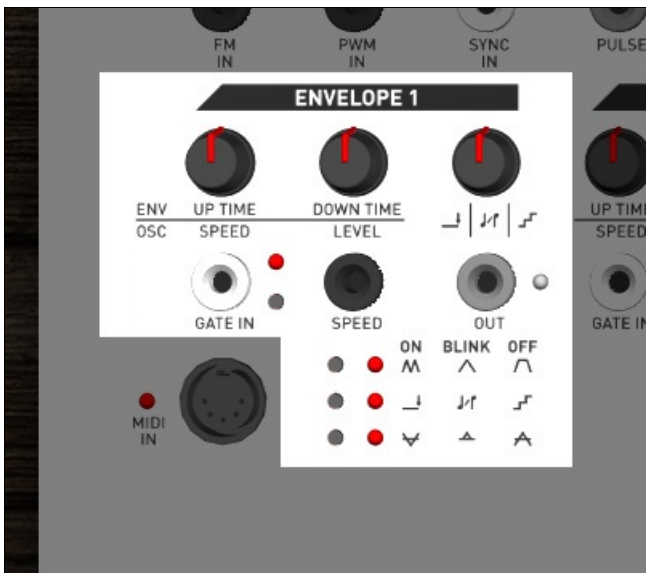 FM IN
PWM IN
SYNC IN
PULSE
ENVELOPE 1
ENV UP TIME DOWN TIME
OSC SPEED LEVEL
UP TIM
SPEED
GATE IN SPEED OUT GATE IN
ON BLINK OFF
MIDI IN